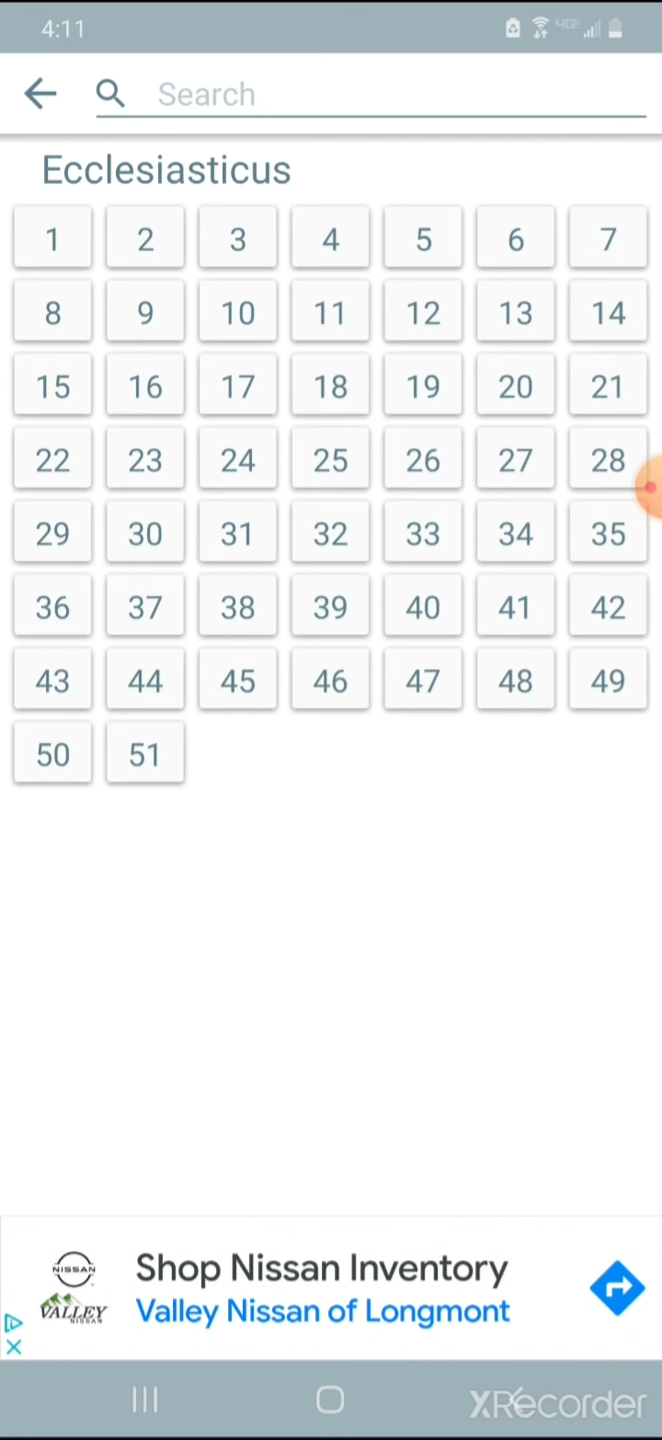 4:11
4GE
Search
Ecclesiasticus
1 2 3 4 5 6 7
8 9 10 11 12 13 14
15 16 17 18 19 20 21
22 23 24 25 26 27 28
29 30 31 32 33 34 35
36 37 38 39 40 41 42
43 44 45 46 47 48 49
50 51
NISSAN
VALLEY
NISSAN
Shop Nissan Inventory
Valley Nissan of Longmont
XRecorder